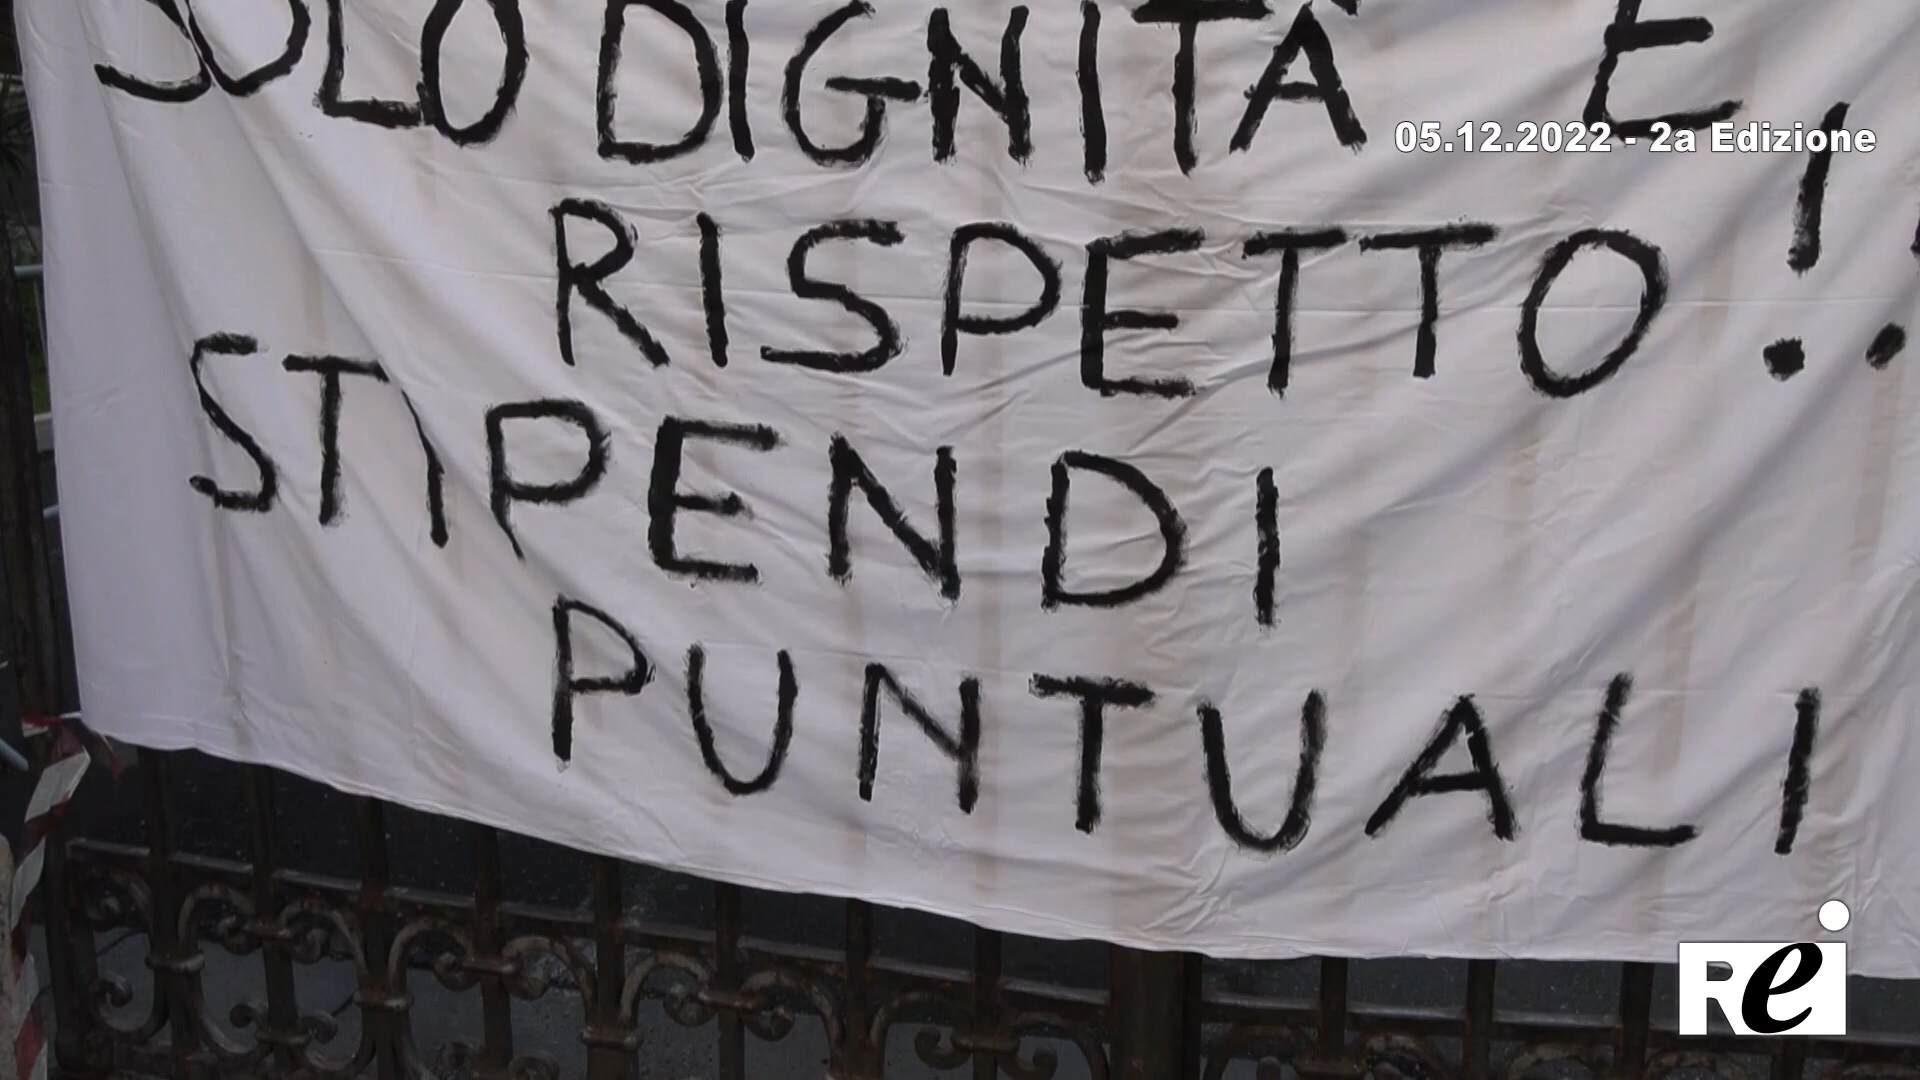 SOLO DIGNITÀ E
RISPETTO!
STIPENDI
PUNTUALI
05.12.2022 - 2a Edizione
Rei